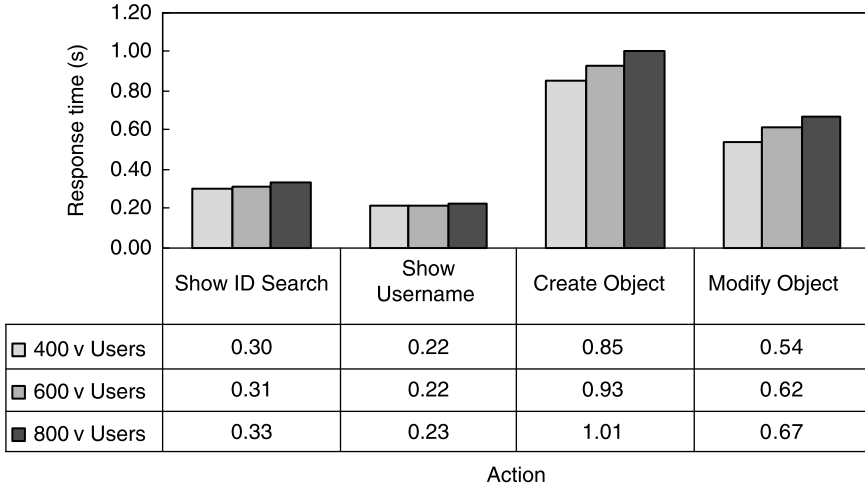 1.20
1.00
0.80
0.60
0.40
0.20
0.00
Response time (s)
Show ID Search
Show
Username
Create Object
Modify Object
400 v Users 0.30 0.22 0.85 0.54
600 v Users 0.31 0.22 0.93 0.62
800 v Users 0.33 0.23 1.01 0.67
Action